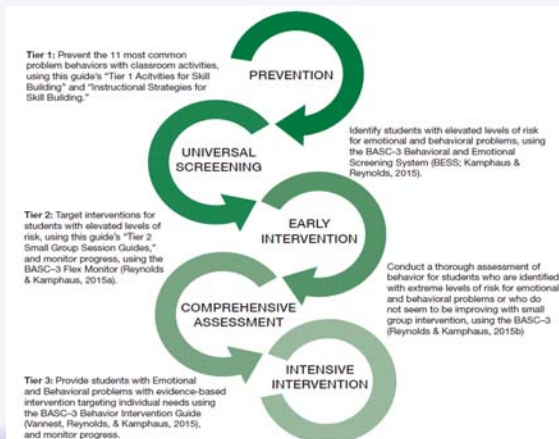 Tier 1: Prevent the 11 most common
problem behaviors with classroom activities,
using this guide's "Tier 1 Acitvities for Skill
Building" and "Instructional Strategies for
Skill Building."
PREVENTION
UNIVERSAL
SCREEENING
Identify students with elevated levels of risk
for emotional and behavioral problems, using
the BASC-3 Behavioral and Emotional
Screening System (BESS; Kamphaus &
Reynolds, 2015).
Tier 2: Target interventions for
students with elevated levels of
risk, using this guide's "Tier 2
Small Group Session Guides,"
and monitor progress, using the
BASC-3 Flex Monitor (Reynolds
& Kamphaus, 2015a).
EARLY
INTERVENTION
COMPREHENSIVE
ASSESSMENT
Conduct a thorough assessment of
behavior for students who are identified
with extreme levels of risk for emotional
and behavioral problems or who do
not seem to be improving with small
group intervention, using the BASC-3
(Reynolds & Kamphaus, 2015b)
INTENSIVE
INTERVENTION
Tier 3: Provide students with Emotional
and Behavioral problems with evidence-based
intervention targeting individual needs using
the BASC-3 Behavior Intervention Guide
(Vannest, Reynolds, & Kamphaus, 2015),
and monitor progress.